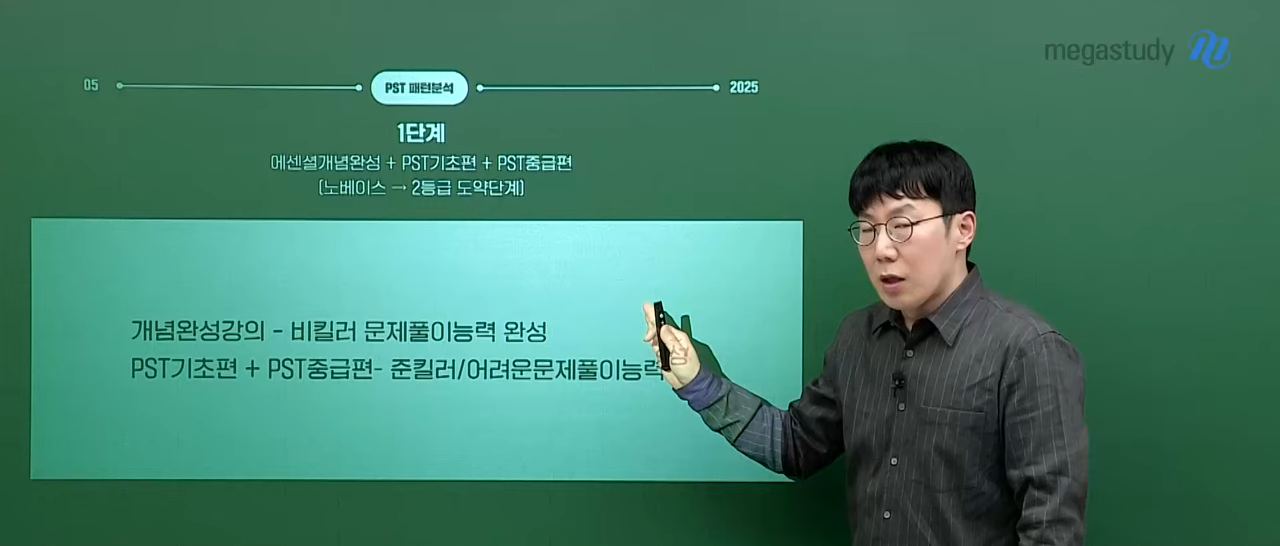 megastudy
05
PST 패턴분석
2025
1단계
에센셜개념완성 + PST기초편 + PST중급편
(노베이스 → 2등급 도약단계)
개념완성강의 - 비킬러 문제풀이능력 완성
PST기초편 + PST중급편- 준킬러/어려운문제풀이능력